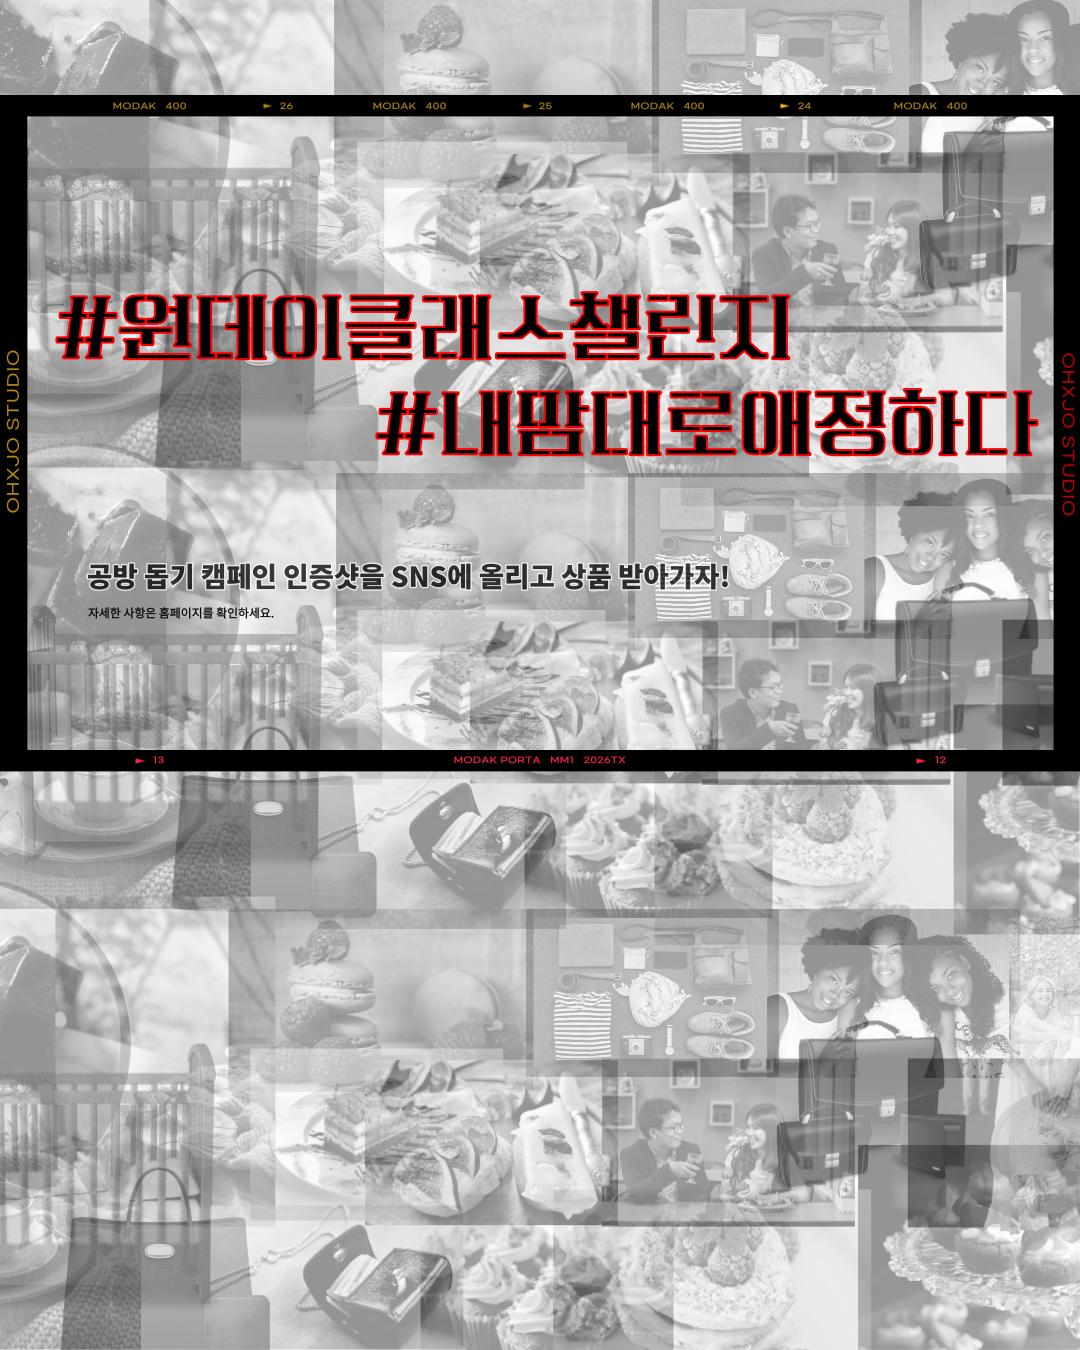 MODAK 400 ► 26 MODAK 400 ► 25 MODAK 400 ► 24 MODAK 400
#원데이클래스챌린지
#내맘대로애정하다
OHXJO STUDIO
OHXJO STUDIO
공방 돕기 캠페인 인증샷을 SNS에 올리고 상품 받아가자!
자세한 사항은 홈페이지를 확인하세요.
► 13 MODAK PORTA MM1 2026TX ► 12